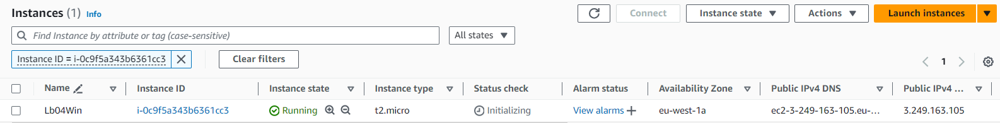 Instances (1) Info Connect Instance state Actions Launch instances
Find Instance by attribute or tag (case-sensitive) All states
Instance ID = i-0c9f5a343b6361cc3 Clear filters 1
Name Instance ID Instance state Instance type Status check Alarm status Availability Zone Public IPv4 DNS Public IPv4 ...
Lb04Win i-0c9f5a343b6361cc3 Running t2.micro Initializing View alarms eu-west-1a ec2-3-249-163-105.eu-... 3.249.163.105